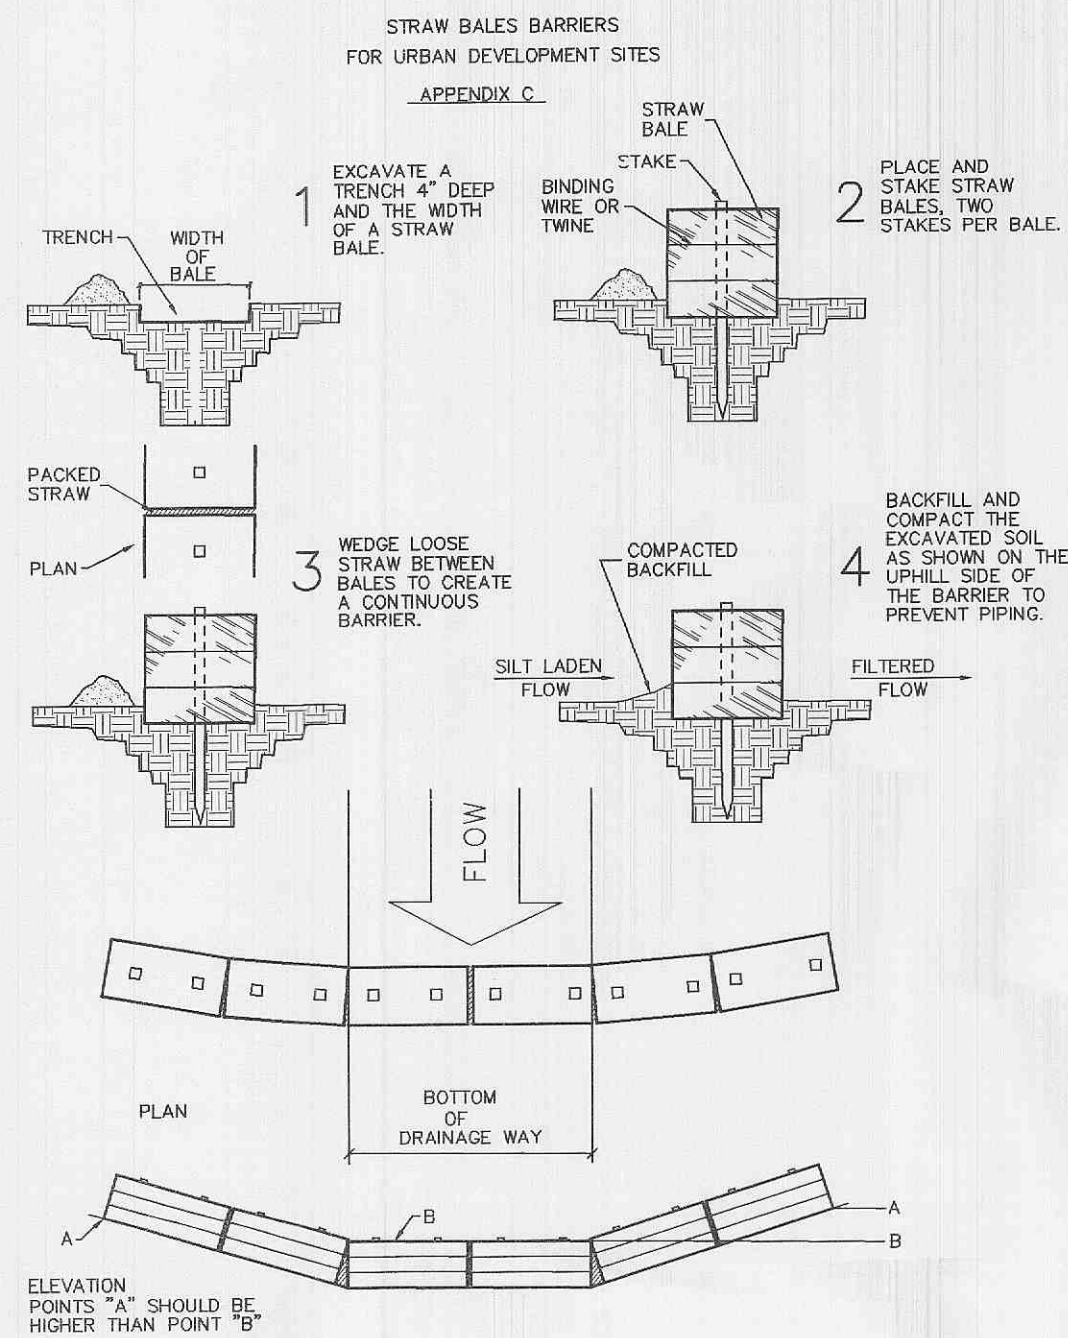 STRAW BALES BARRIERS
FOR URBAN DEVELOPMENT SITES
APPENDIX C
1
EXCAVATE A
TRENCH 4" DEEP
AND THE WIDTH
OF A STRAW
BALE.
TRENCH
WIDTH
OF
BALE
STRAW
BALE
STAKE
BINDING
WIRE OR
TWINE
2
PLACE AND
STAKE STRAW
BALES, TWO
STAKES PER BALE.
PACKED
STRAW
PLAN
3
WEDGE LOOSE
STRAW BETWEEN
BALES TO CREATE
A CONTINUOUS
BARRIER.
COMPACTED
BACKFILL
4
BACKFILL AND
COMPACT THE
EXCAVATED SOIL
AS SHOWN ON THE
UPHILL SIDE OF
THE BARRIER TO
PREVENT PIPING.
SILT LADEN
FLOW
FILTERED
FLOW
FLOW
PLAN
BOTTOM
OF
DRAINAGE WAY
A
B
A
B
ELEVATION
POINTS "A" SHOULD BE
HIGHER THAN POINT "B"